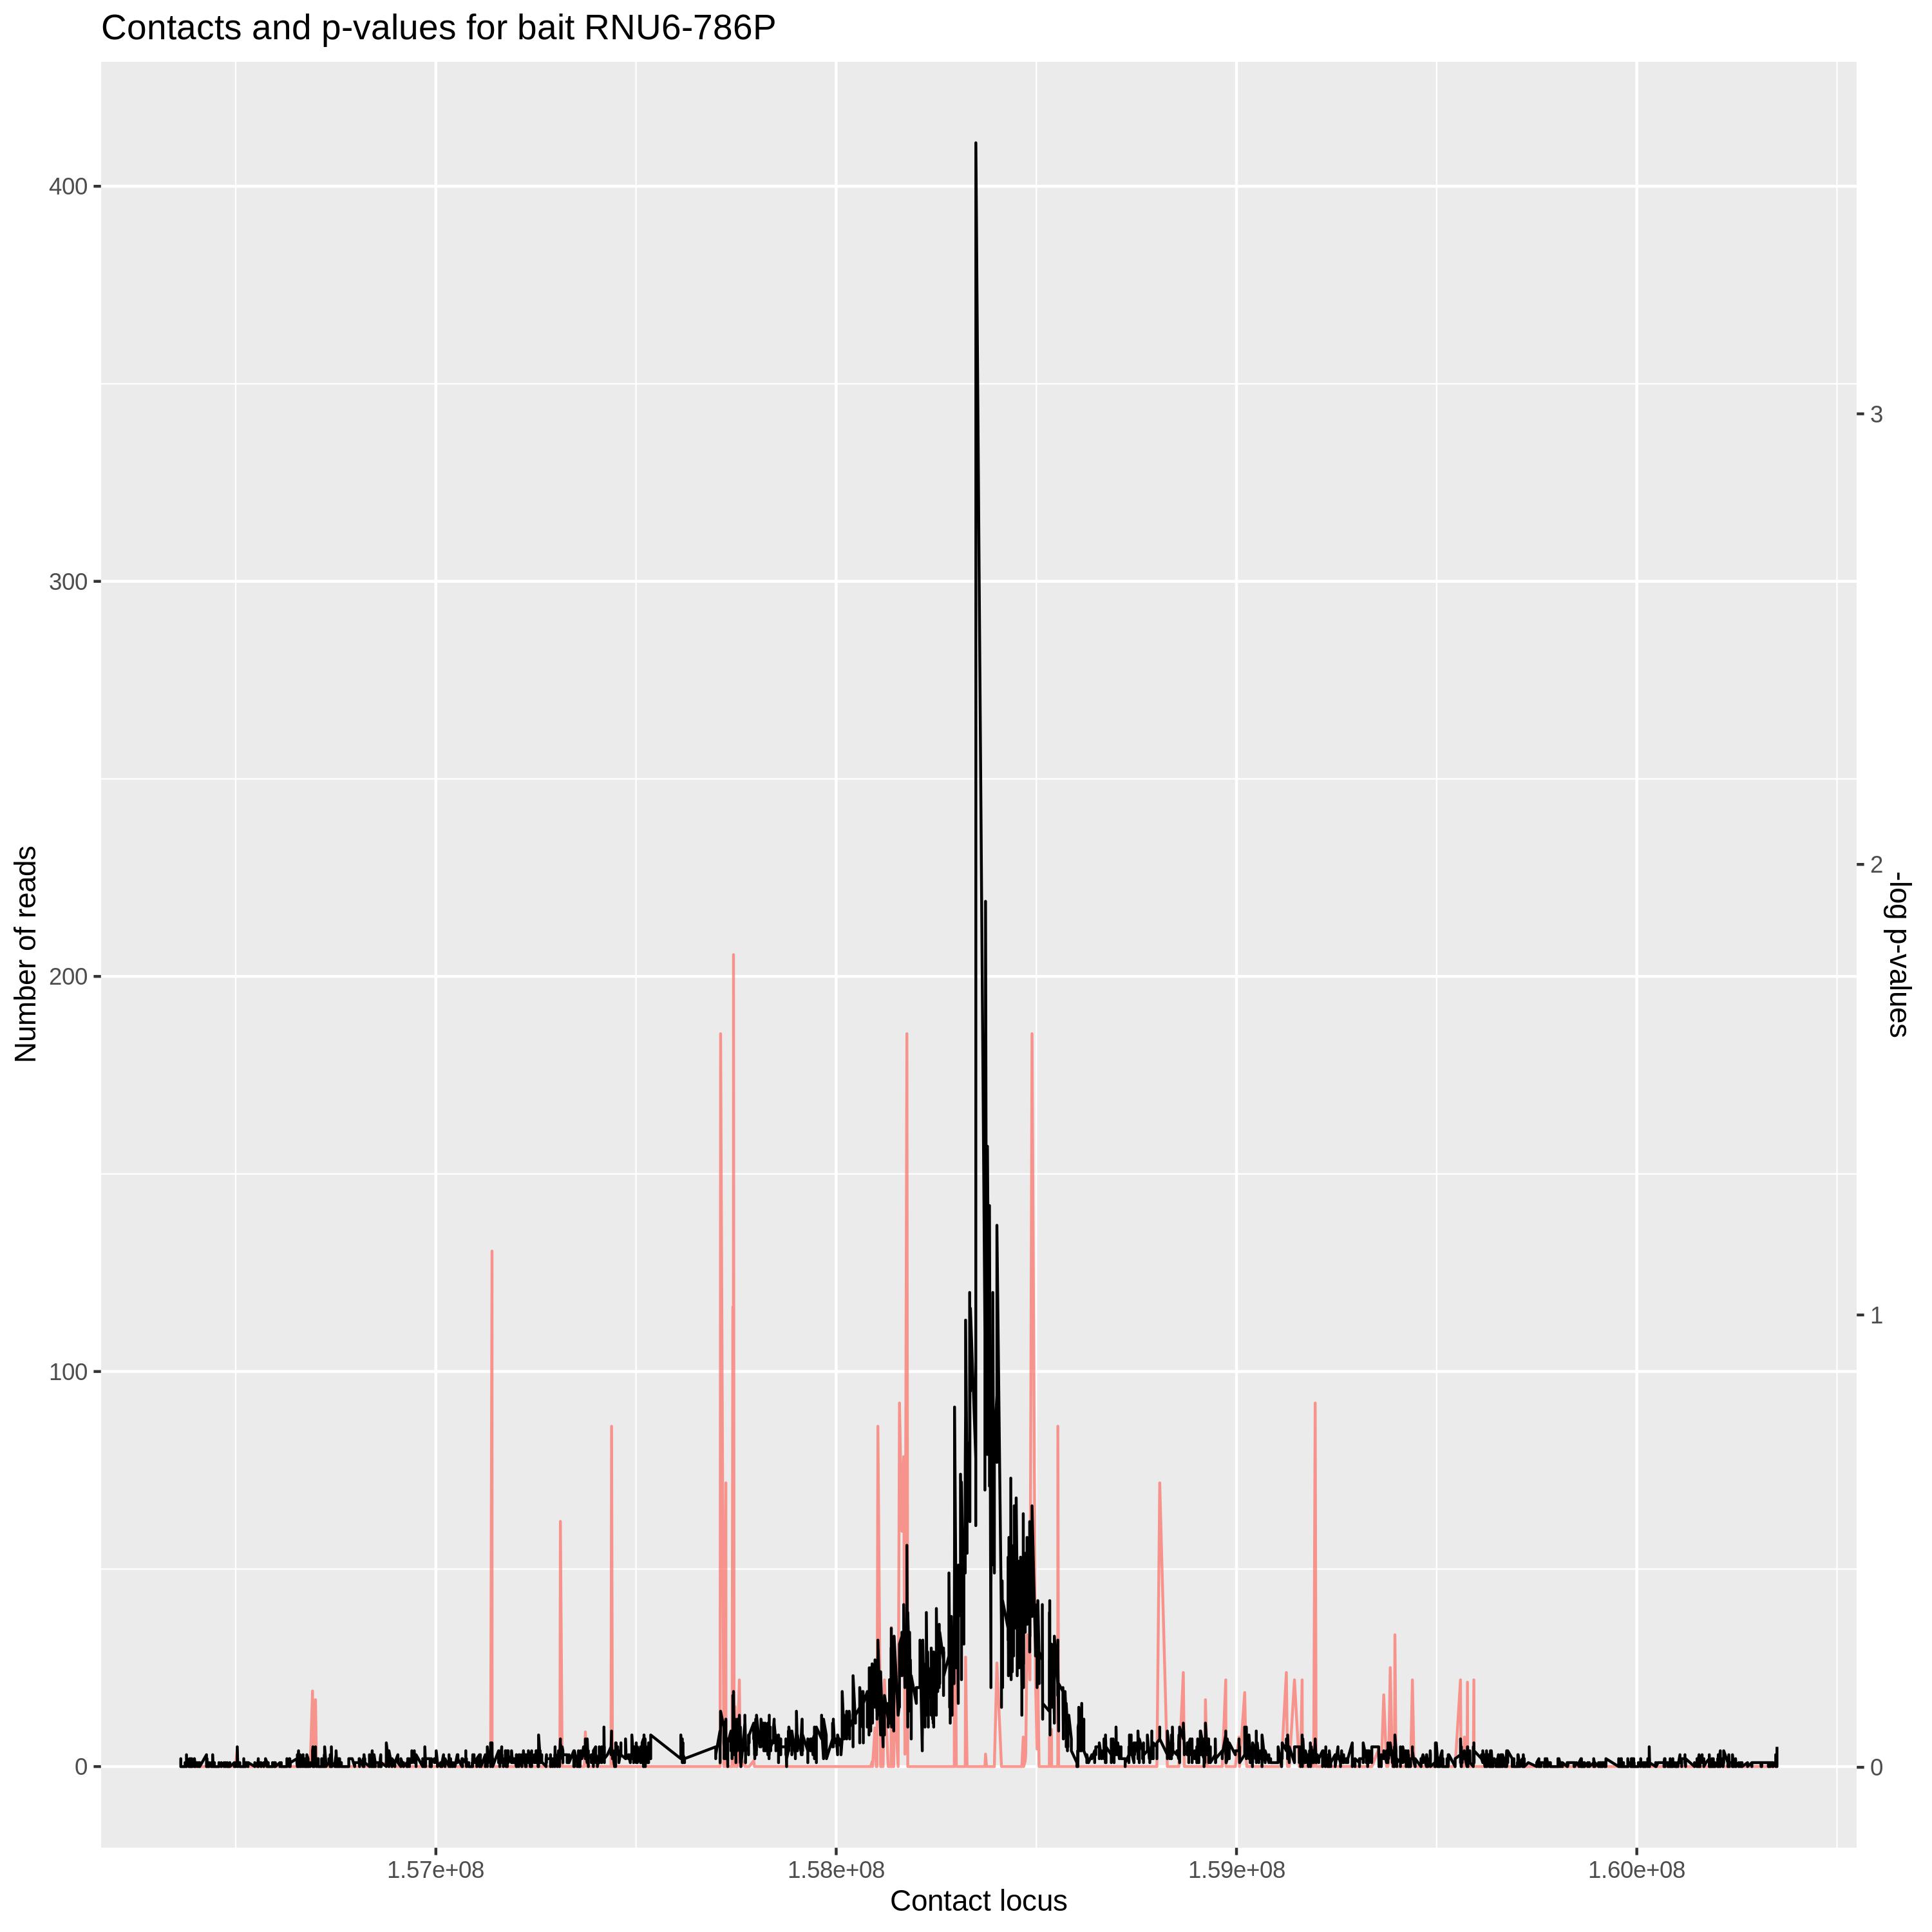 Contacts and p-values for bait RNU6-786P
400
300
200
100
0
Number of reads
3
2
1
0
-log p-values
1.57e+08
1.58e+08
1.59e+08
1.60e+08
Contact locus